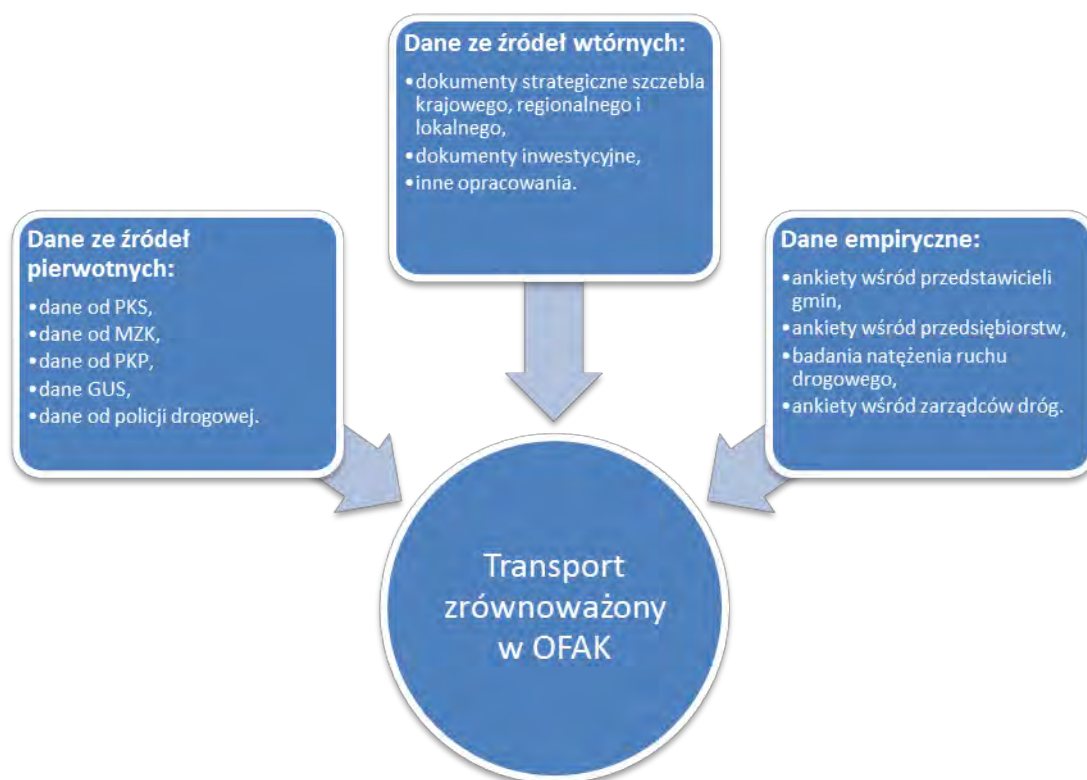 Dane ze źródeł wtórnych:
•dokumenty strategiczne szczebla
krajowego, regionalnego i
lokalnego,
•dokumenty inwestycyjne,
•inne opracowania.
Dane ze źródeł
pierwotnych:
•dane od PKS,
•dane od MZK,
•dane od PKP,
•dane GUS,
•dane od policji drogowej.
Dane empiryczne:
•ankiety wśród przedstawicieli
gmin,
•ankiety wśród przedsiębiorstw,
•badania natężenia ruchu
drogowego,
•ankiety wśród zarządców dróg.
Transport
zrównoważony
w OFAK